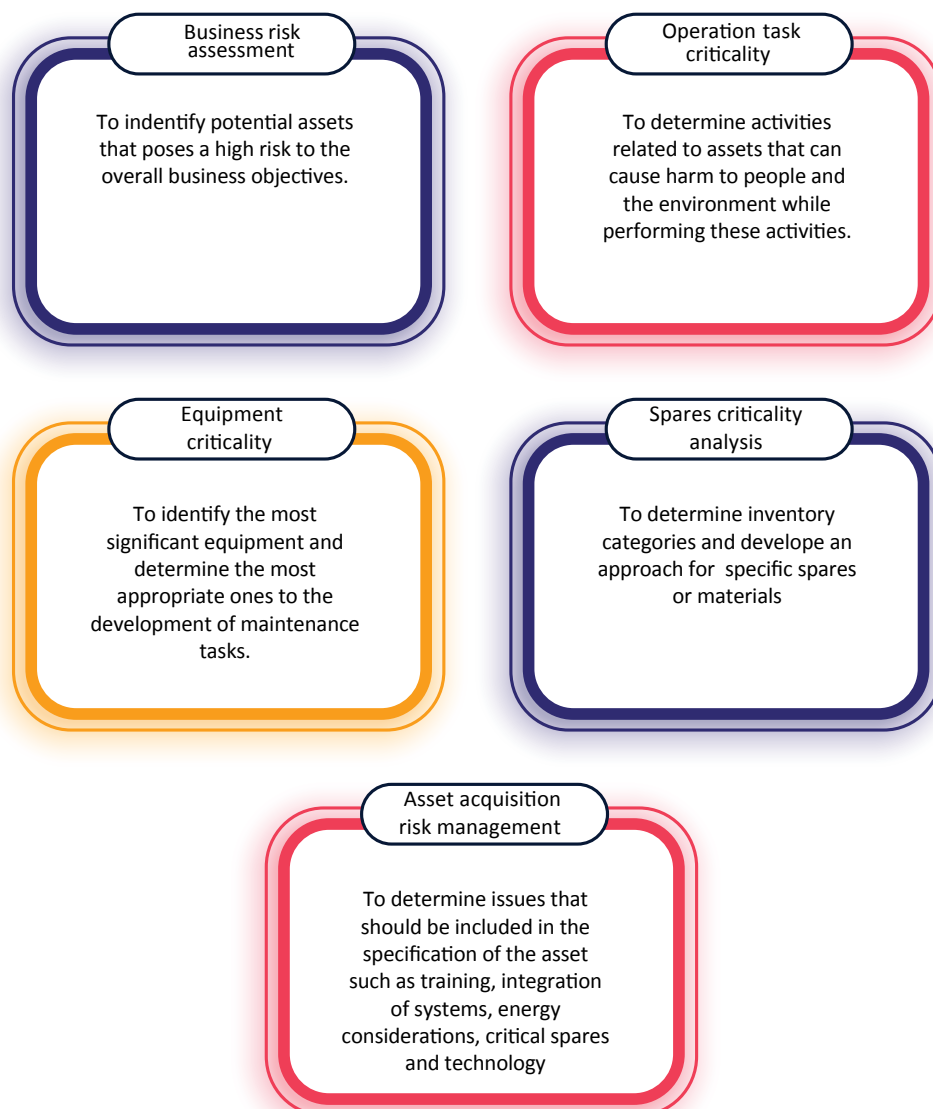 Business risk
assessment
To indentify potential assets
that poses a high risk to the
overall business objectives.
Operation task
criticality
To determine activities
related to assets that can
cause harm to people and
the environment while
performing these activities.
Equipment
criticality
To identify the most
significant equipment and
determine the most
appropriate ones to the
development of maintenance
tasks.
Spares criticality
analysis
To determine inventory
categories and develope an
approach for specific spares
or materials
Asset acquisition
risk management
To determine issues that
should be included in the
specification of the asset
such as training, integration
of systems, energy
considerations, critical spares
and technology